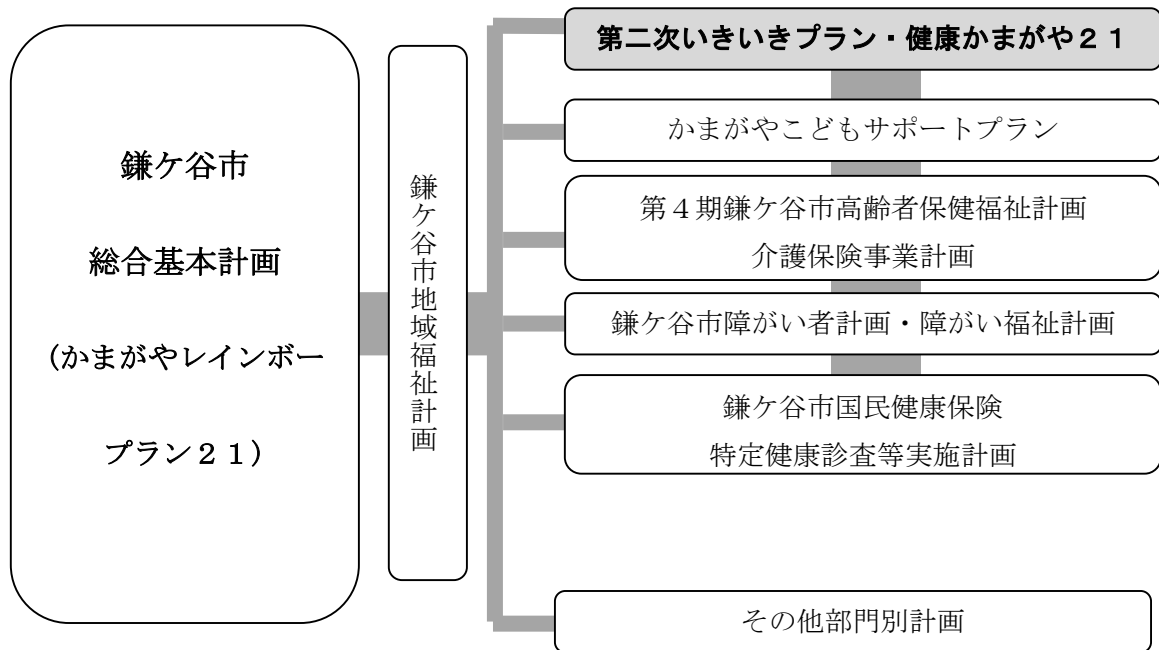 鎌ケ谷市
総合基本計画
(かまがやレインボー
プラン２１)
鎌ケ谷市地域福祉計画
第二次いきいきプラン・健康かまがや２１
かまがやこどもサポートプラン
第４期鎌ケ谷市高齢者保健福祉計画
介護保険事業計画
鎌ケ谷市障がい者計画・障がい福祉計画
鎌ケ谷市国民健康保険
特定健康診査等実施計画
その他部門別計画